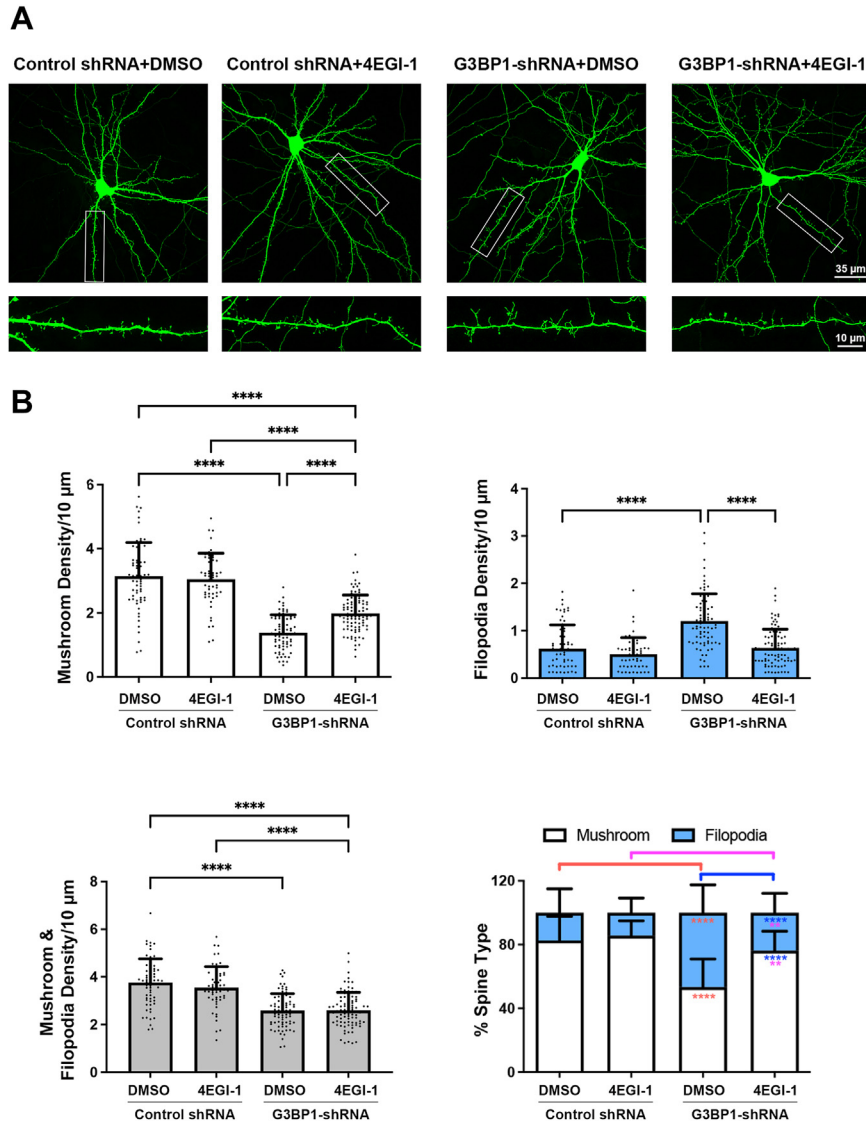 A
Control shRNA+DMSO Control shRNA+4EGI-1 G3BP1-shRNA+DMSO G3BP1-shRNA+4EGI-1
35 µm
10 µm
B
****
****
**** ****
Mushroom Density/10 µm
6
4
2
0
DMSO 4EGI-1 DMSO 4EGI-1
Control shRNA G3BP1-shRNA
**** ****
Filopodia Density/10 µm
4
3
2
1
0
DMSO 4EGI-1 DMSO 4EGI-1
Control shRNA G3BP1-shRNA
****
****
****
Mushroom &
Filopodia Density/10 µm
8
6
4
2
0
DMSO 4EGI-1 DMSO 4EGI-1
Control shRNA G3BP1-shRNA
Mushroom Filopodia
% Spine Type
120
80
40
0
**** ****
**
****
**
****
DMSO 4EGI-1 DMSO 4EGI-1
Control shRNA G3BP1-shRNA